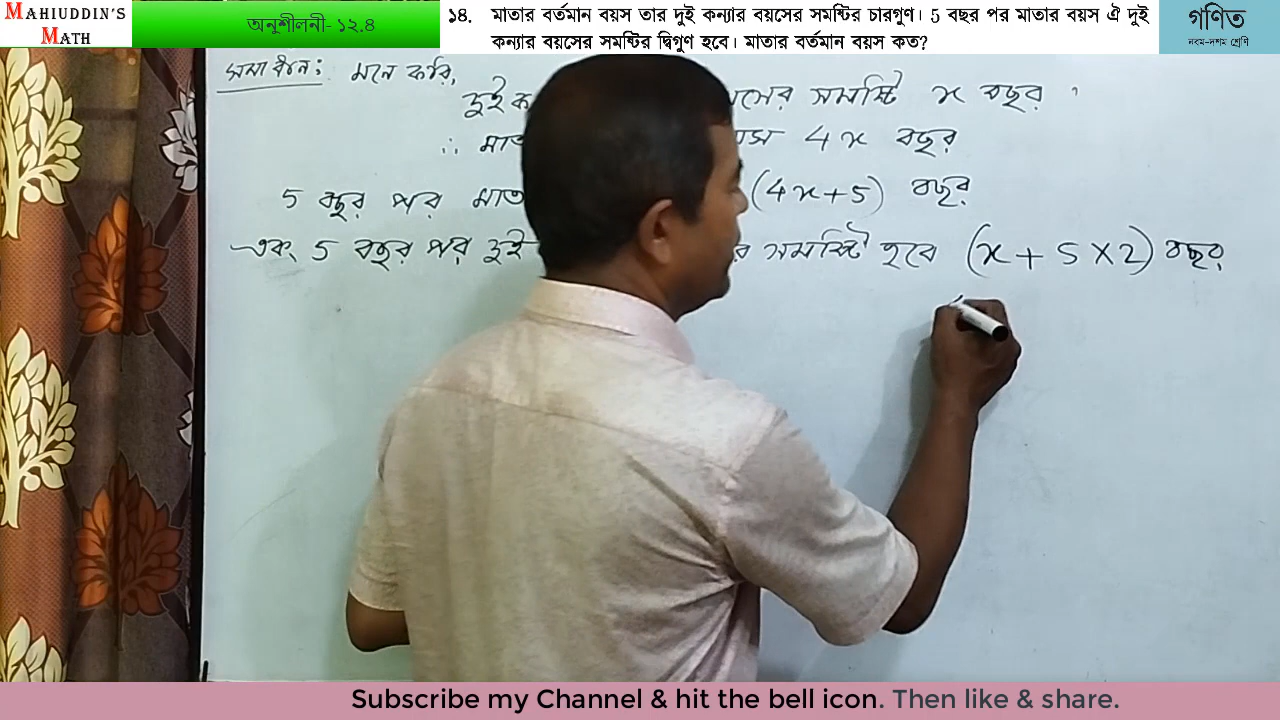 MAHIUDDIN'S
MATH
অনুশীলনী- ১২.৪
১৪. মাতার বর্তমান বয়স তার দুই কন্যার বয়সের সমষ্টির চারগুণ। 5 বছর পর মাতার বয়স ঐ দুই
কন্যার বয়সের সমষ্টির দ্বিগুণ হবে। মাতার বর্তমান বয়স কত?
গণিত
নবম-দশম শ্রেণি
সমাধান: মনে করি,
দুই সমষ্টি x বছর ।
∴ 4x বছর
5 বছর পর (4x+5) বছর
এবং 5 বছর পর দুই সমষ্টি হবে (x + 5 × 2) বছর
Subscribe my Channel & hit the bell icon. Then like & share.